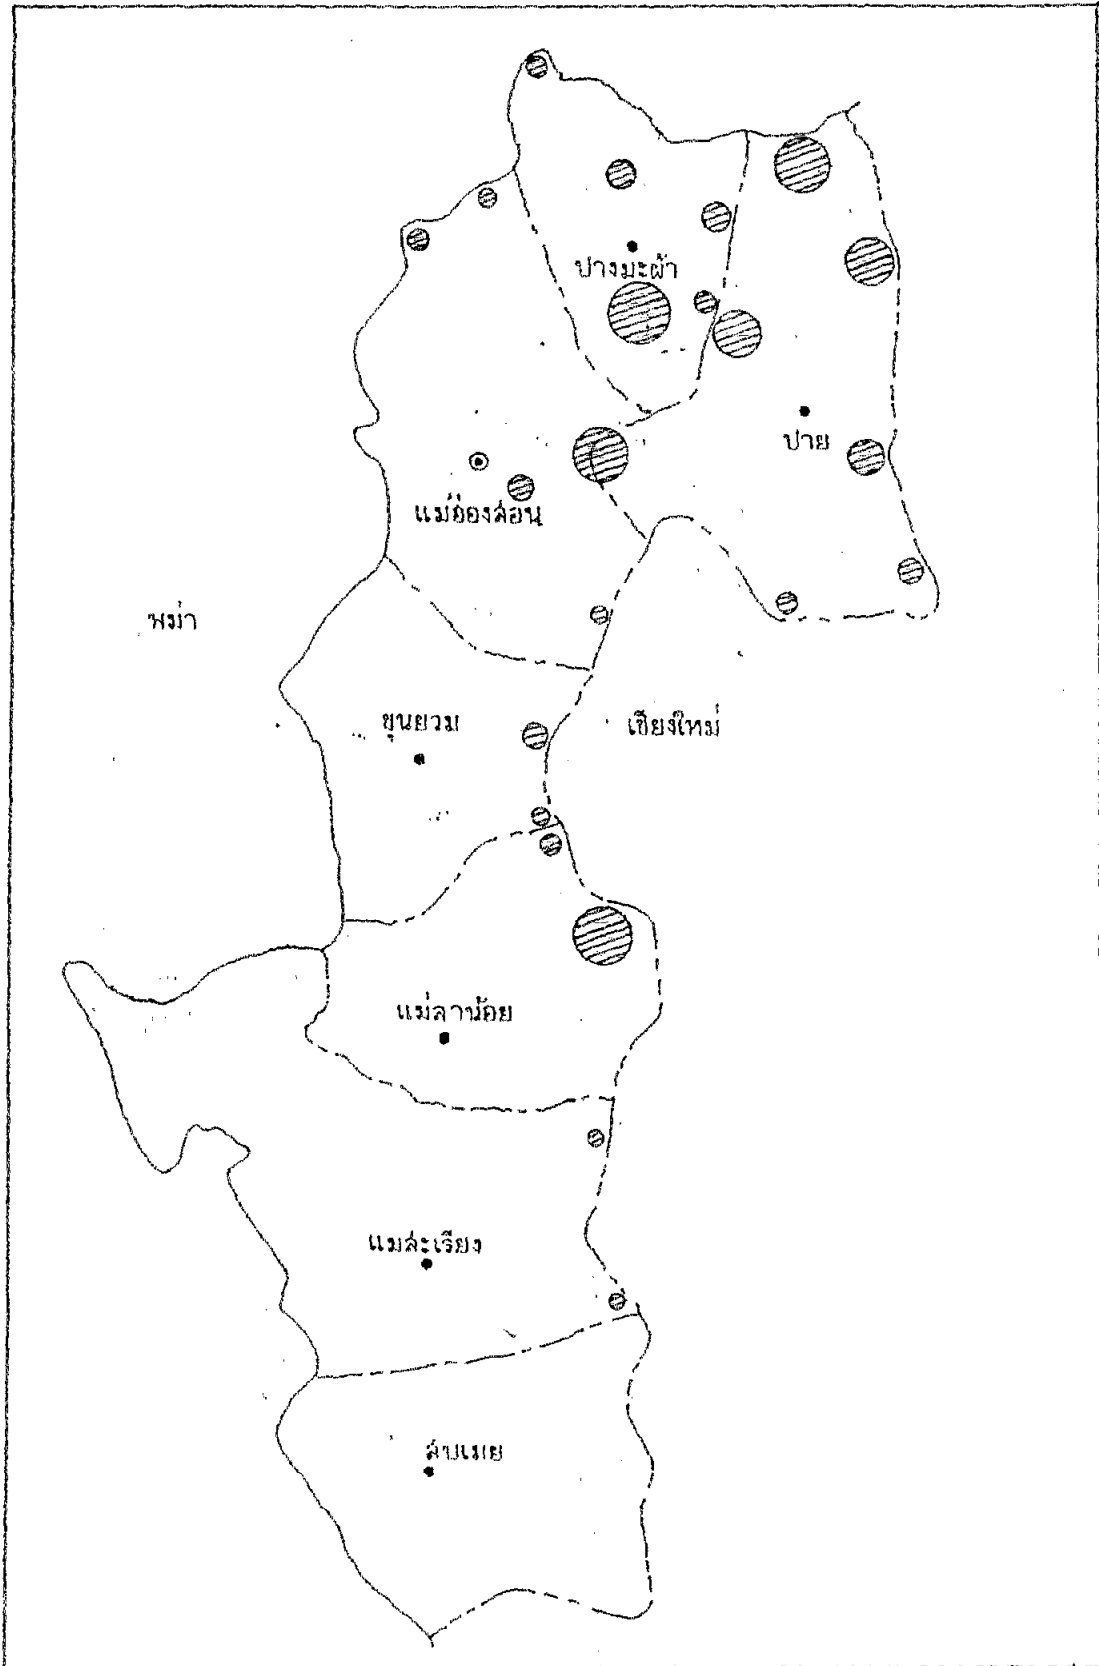 ปางมะผ้า
ปาย
แม่ฮ่องสอน
พม่า
ขุนยวม
เชียงใหม่
แม่ลาน้อย
แมสะเรียง
สบเมย